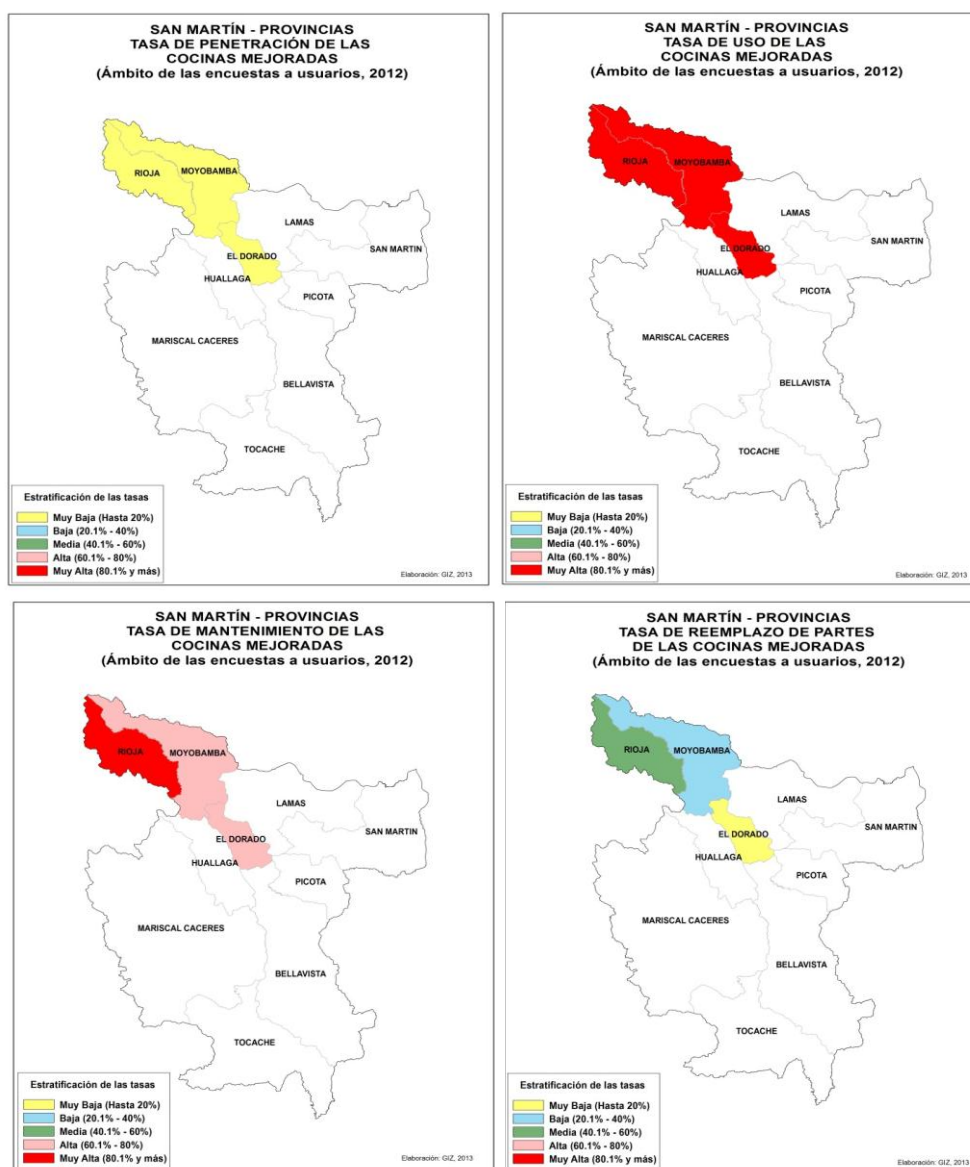 SAN MARTÍN - PROVINCIAS
TASA DE PENETRACIÓN DE LAS
COCINAS MEJORADAS
(Ámbito de las encuestas a usuarios, 2012)
RIOJA
MOYOBAMBA
LAMAS
SAN MARTIN
EL DORADO
HUALLAGA
PICOTA
MARISCAL CACERES
BELLAVISTA
TOCACHE
Estratificación de las tasas
Muy Baja (Hasta 20%)
Baja (20.1% - 40%)
Media (40.1% - 60%)
Alta (60.1% - 80%)
Muy Alta (80.1% y más)
Elaboración: GIZ, 2013
SAN MARTÍN - PROVINCIAS
TASA DE USO DE LAS
COCINAS MEJORADAS
(Ámbito de las encuestas a usuarios, 2012)
RIOJA
MOYOBAMBA
LAMAS
SAN MARTIN
EL DORADO
HUALLAGA
PICOTA
MARISCAL CACERES
BELLAVISTA
TOCACHE
Estratificación de las tasas
Muy Baja (Hasta 20%)
Baja (20.1% - 40%)
Media (40.1% - 60%)
Alta (60.1% - 80%)
Muy Alta (80.1% y más)
Elaboración: GIZ, 2013
SAN MARTÍN - PROVINCIAS
TASA DE MANTENIMIENTO DE LAS
COCINAS MEJORADAS
(Ámbito de las encuestas a usuarios, 2012)
RIOJA
MOYOBAMBA
LAMAS
SAN MARTIN
EL DORADO
HUALLAGA
PICOTA
MARISCAL CACERES
BELLAVISTA
TOCACHE
Estratificación de las tasas
Muy Baja (Hasta 20%)
Baja (20.1% - 40%)
Media (40.1% - 60%)
Alta (60.1% - 80%)
Muy Alta (80.1% y más)
Elaboración: GIZ, 2013
SAN MARTÍN - PROVINCIAS
TASA DE REEMPLAZO DE PARTES
DE LAS COCINAS MEJORADAS
(Ámbito de las encuestas a usuarios, 2012)
RIOJA
MOYOBAMBA
LAMAS
SAN MARTIN
EL DORADO
HUALLAGA
PICOTA
MARISCAL CACERES
BELLAVISTA
TOCACHE
Estratificación de las tasas
Muy Baja (Hasta 20%)
Baja (20.1% - 40%)
Media (40.1% - 60%)
Alta (60.1% - 80%)
Muy Alta (80.1% y más)
Elaboración: GIZ, 2013